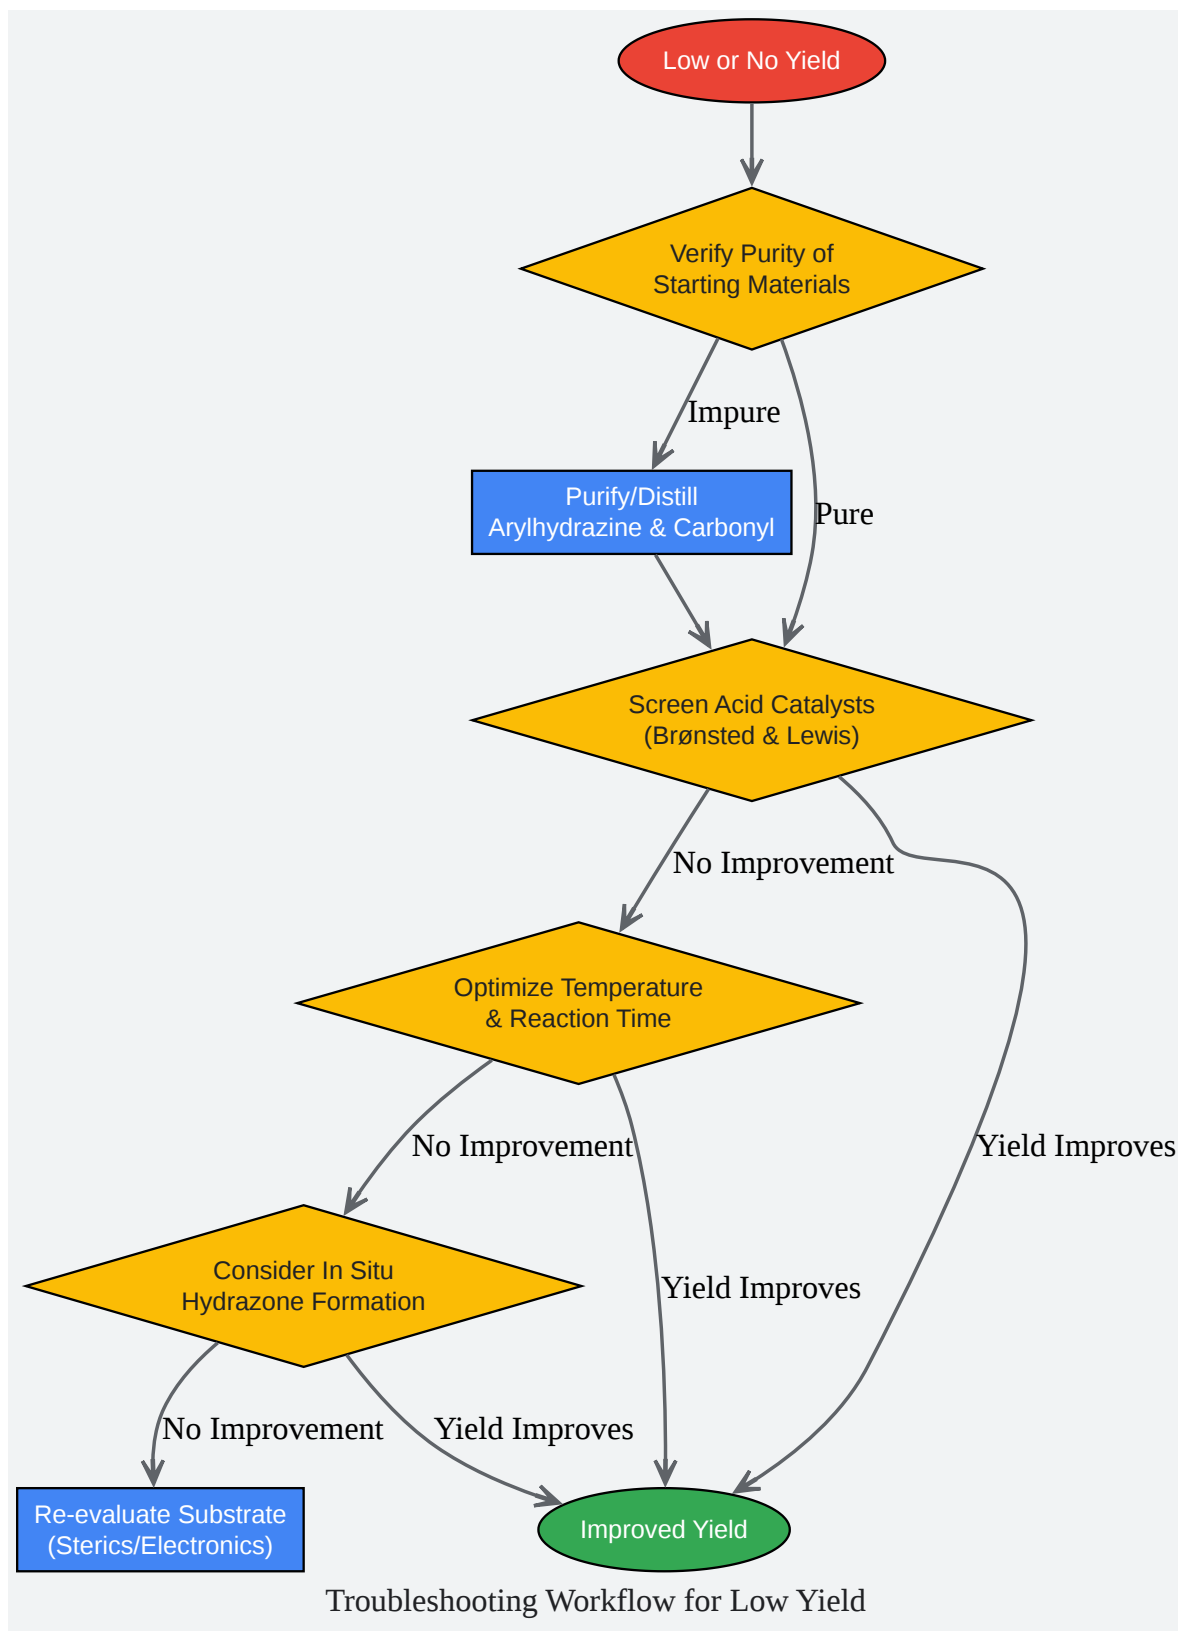 Low or No Yield
Verify Purity of
Starting Materials
Impure
Purify/Distill
Arylhydrazine & Carbonyl
Pure
Screen Acid Catalysts
(Brønsted & Lewis)
No Improvement
Optimize Temperature
& Reaction Time
No Improvement
Yield Improves
Consider In Situ
Hydrazone Formation
Yield Improves
No Improvement
Yield Improves
Re-evaluate Substrate
(Sterics/Electronics)
Improved Yield
Troubleshooting Workflow for Low Yield